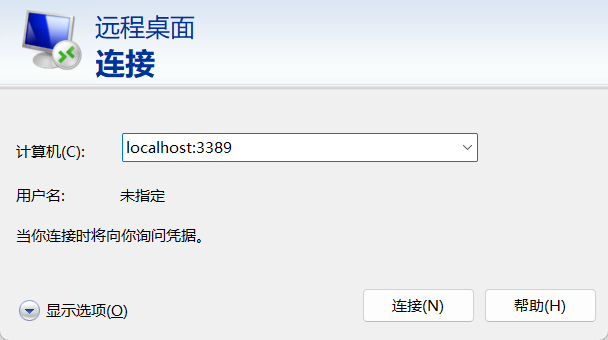 远程桌面
连接
计算机(C):
localhost:3389
用户名:
未指定
当你连接时将向你询问凭据。
显示选项(O)
连接(N)
帮助(H)